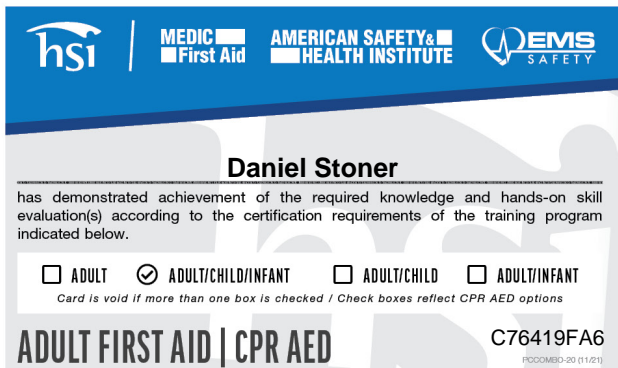 hsi
MEDIC
First Aid
AMERICAN SAFETY&
HEALTH INSTITUTE
EMS
SAFETY
Daniel Stoner
has demonstrated achievement of the required knowledge and hands-on skill
evaluation(s) according to the certification requirements of the training program
indicated below.
ADULT ADULT/CHILD/INFANT ADULT/CHILD ADULT/INFANT
Card is void if more than one box is checked / Check boxes reflect CPR AED options
ADULT FIRST AID | CPR AED
C76419FA6
PCCOMBO-20 (11/21)